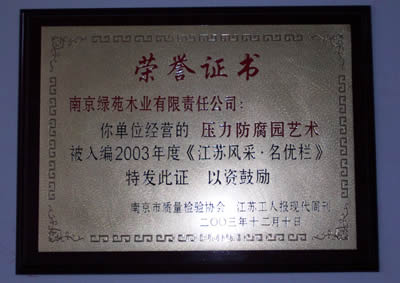 荣誉证书
南京绿苑木业有限责任公司：
你单位经营的 压力防腐园艺术
被入编2003年度《江苏风采·名优栏》
特发此证 以资鼓励
南京市质量检验协会 江苏工人报现代周刊
二00三年十二月十日